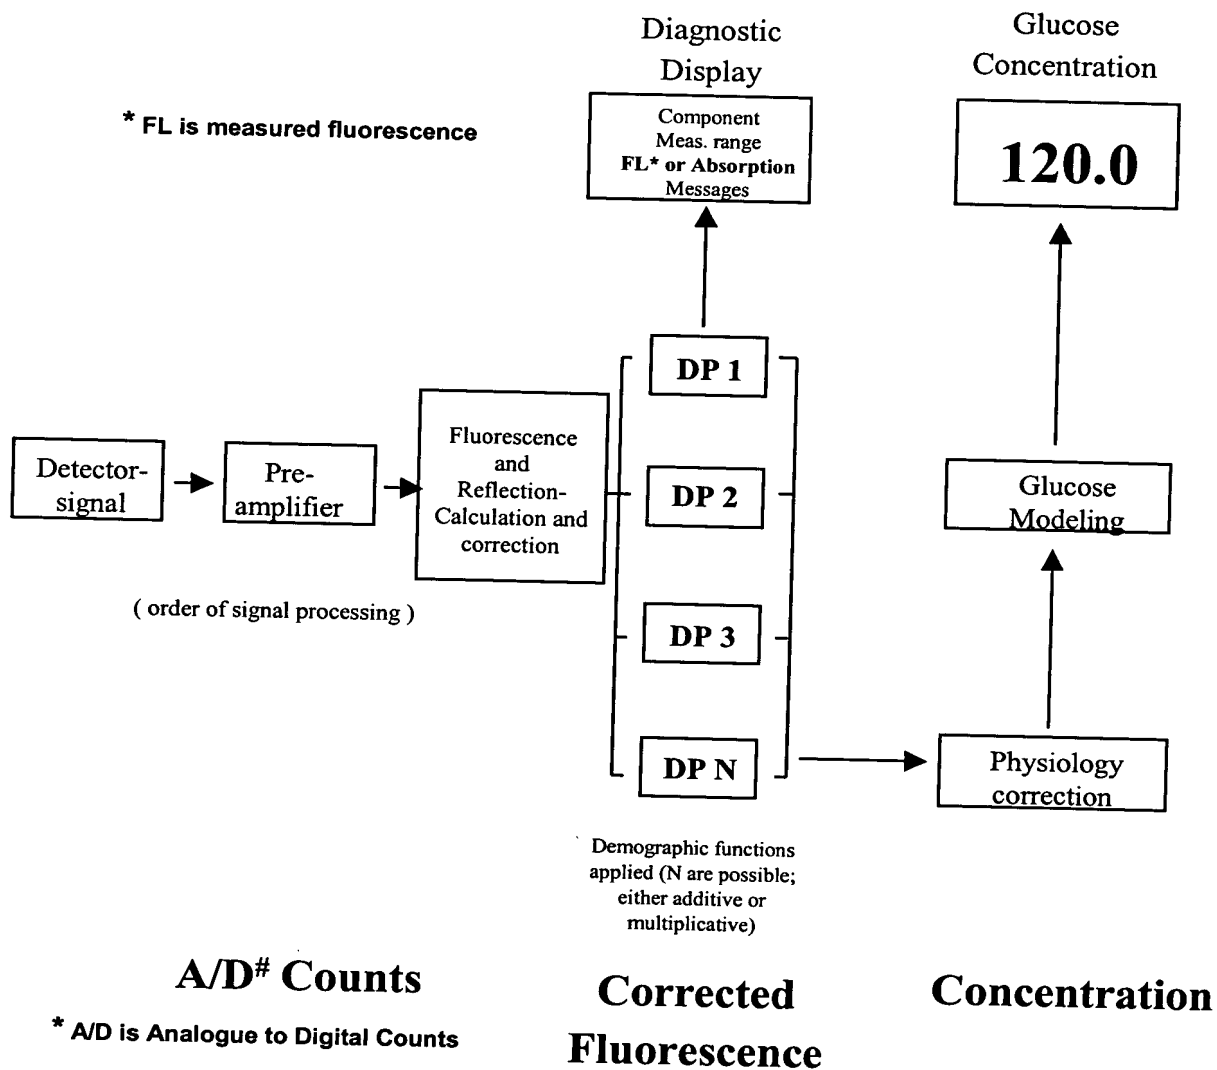 Diagnostic
Display
Glucose
Concentration
* FL is measured fluorescence
Component
Meas. range
FL* or Absorption
Messages
120.0
DP 1
Detector-
signal
Pre-
amplifier
Fluorescence
and
Reflection-
Calculation and
correction
DP 2
Glucose
Modeling
( order of signal processing )
DP 3
DP N
Physiology
correction
Demographic functions
applied (N are possible;
either additive or
multiplicative)
A/D# Counts
* A/D is Analogue to Digital Counts
Corrected
Fluorescence
Concentration